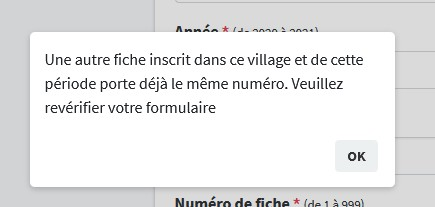 Année * (de 2020 à 2021)
Une autre fiche inscrit dans ce village et de cette
période porte déjà le même numéro. Veuillez
revérifier votre formulaire
OK
Numéro de fiche * (de 1 à 999)